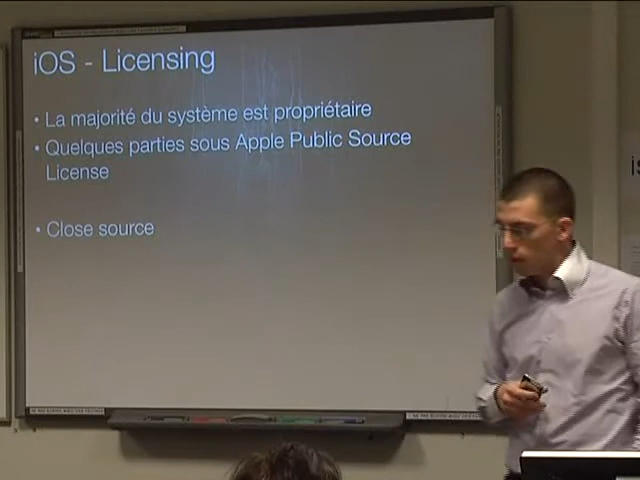 iOS - Licensing
• La majorité du système est propriétaire
• Quelques parties sous Apple Public Source
License
• Close source